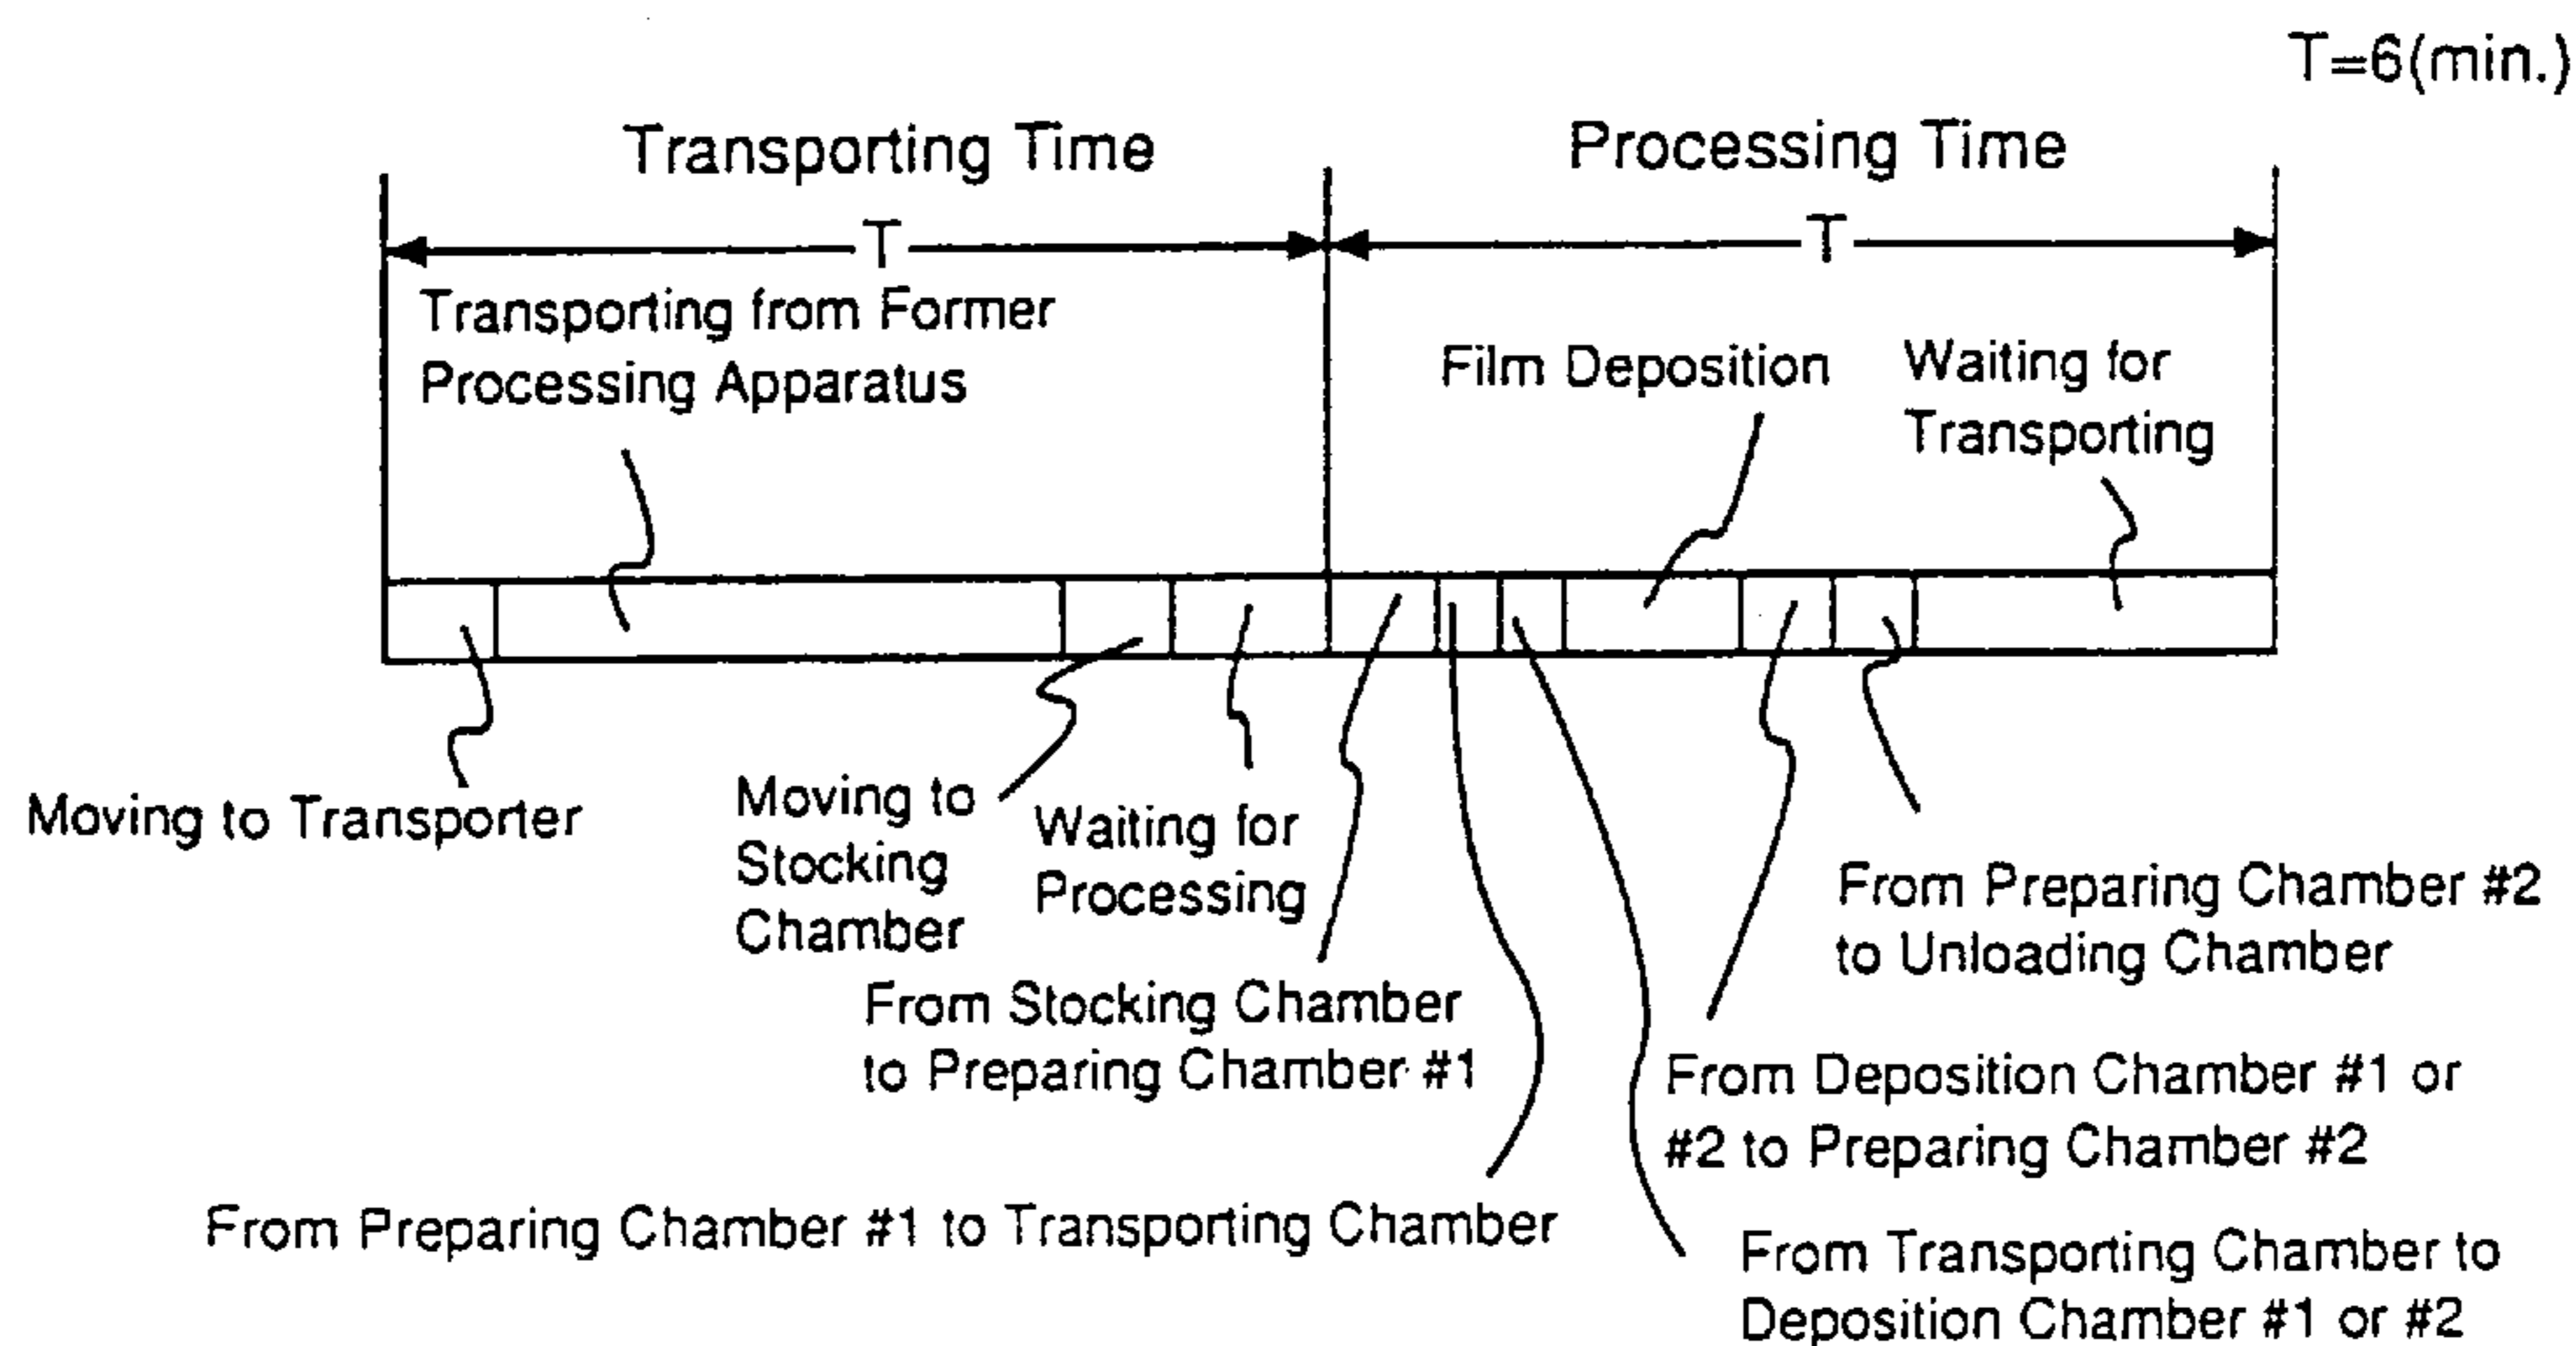 T=6(min.)
Transporting Time
Processing Time
T
T
Transporting from Former
Processing Apparatus
Film Deposition
Waiting for
Transporting
Moving to Transporter
Moving to
Stocking
Chamber
Waiting for
Processing
From Stocking Chamber
to Preparing Chamber #1
From Preparing Chamber #1 to Transporting Chamber
From Preparing Chamber #2
to Unloading Chamber
From Deposition Chamber #1 or
#2 to Preparing Chamber #2
From Transporting Chamber to
Deposition Chamber #1 or #2